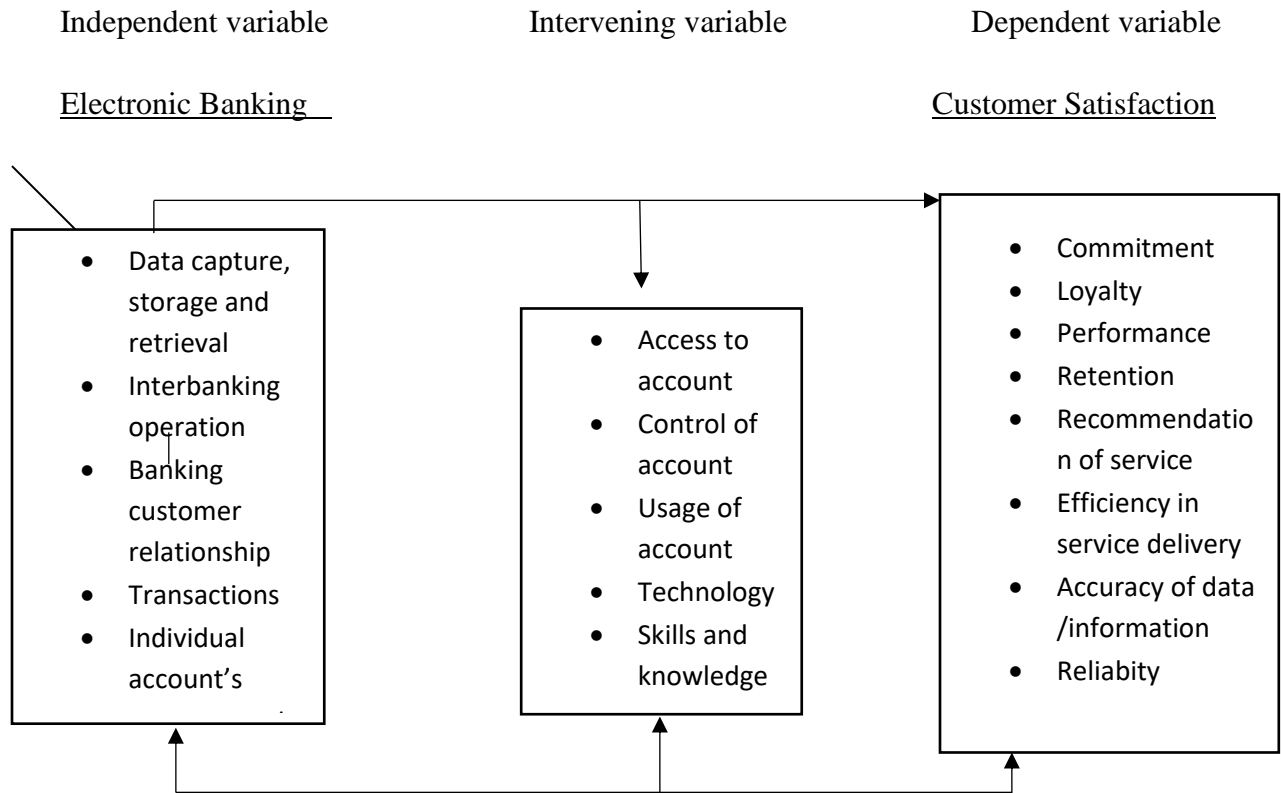 Independent variable
Intervening variable
Dependent variable
Electronic Banking
Customer Satisfaction
• Data capture,
storage and
retrieval
• Interbanking
operation
• Banking
customer
relationship
• Transactions
• Individual
account’s
• Access to
account
• Control of
account
• Usage of
account
• Technology
• Skills and
knowledge
• Commitment
• Loyalty
• Performance
• Retention
• Recommendatio
n of service
• Efficiency in
service delivery
• Accuracy of data
/information
• Reliabity